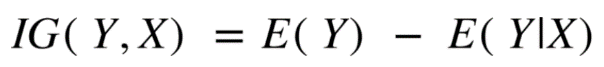 IG( Y, X) = E( Y) − E( Y|X)